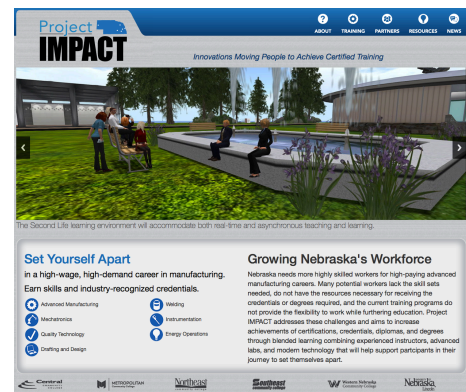 Project
IMPACT
ABOUT TRAINING PARTNERS RESOURCES NEWS
Innovations Moving People to Achieve Certified Training
The Second Life learning environment will accommodate both real-time and asynchronous teaching and learning.
Set Yourself Apart
in a high-wage, high-demand career in manufacturing.
Earn skills and industry-recognized credentials.
Advanced Manufacturing
Welding
Mechatronics
Instrumentation
Quality Technology
Energy Operations
Drafting and Design
Growing Nebraska's Workforce
Nebraska needs more highly skilled workers for high-paying advanced
manufacturing careers. Many potential workers lack the skill sets
needed, do not have the resources necessary for receiving the
credentials or degrees required, and the current training programs do
not provide the flexibility to work while furthering education. Project
IMPACT addresses these challenges and aims to increase
achievements of certifications, credentials, diplomas, and degrees
through blended learning combining experienced instructors, advanced
labs, and modern technology that will help support participants in their
journey to set themselves apart.
Central
METROPOLITAN
Community College
Northeast
Southeast
Western Nebraska
Community College
Nebraska
Lincoln